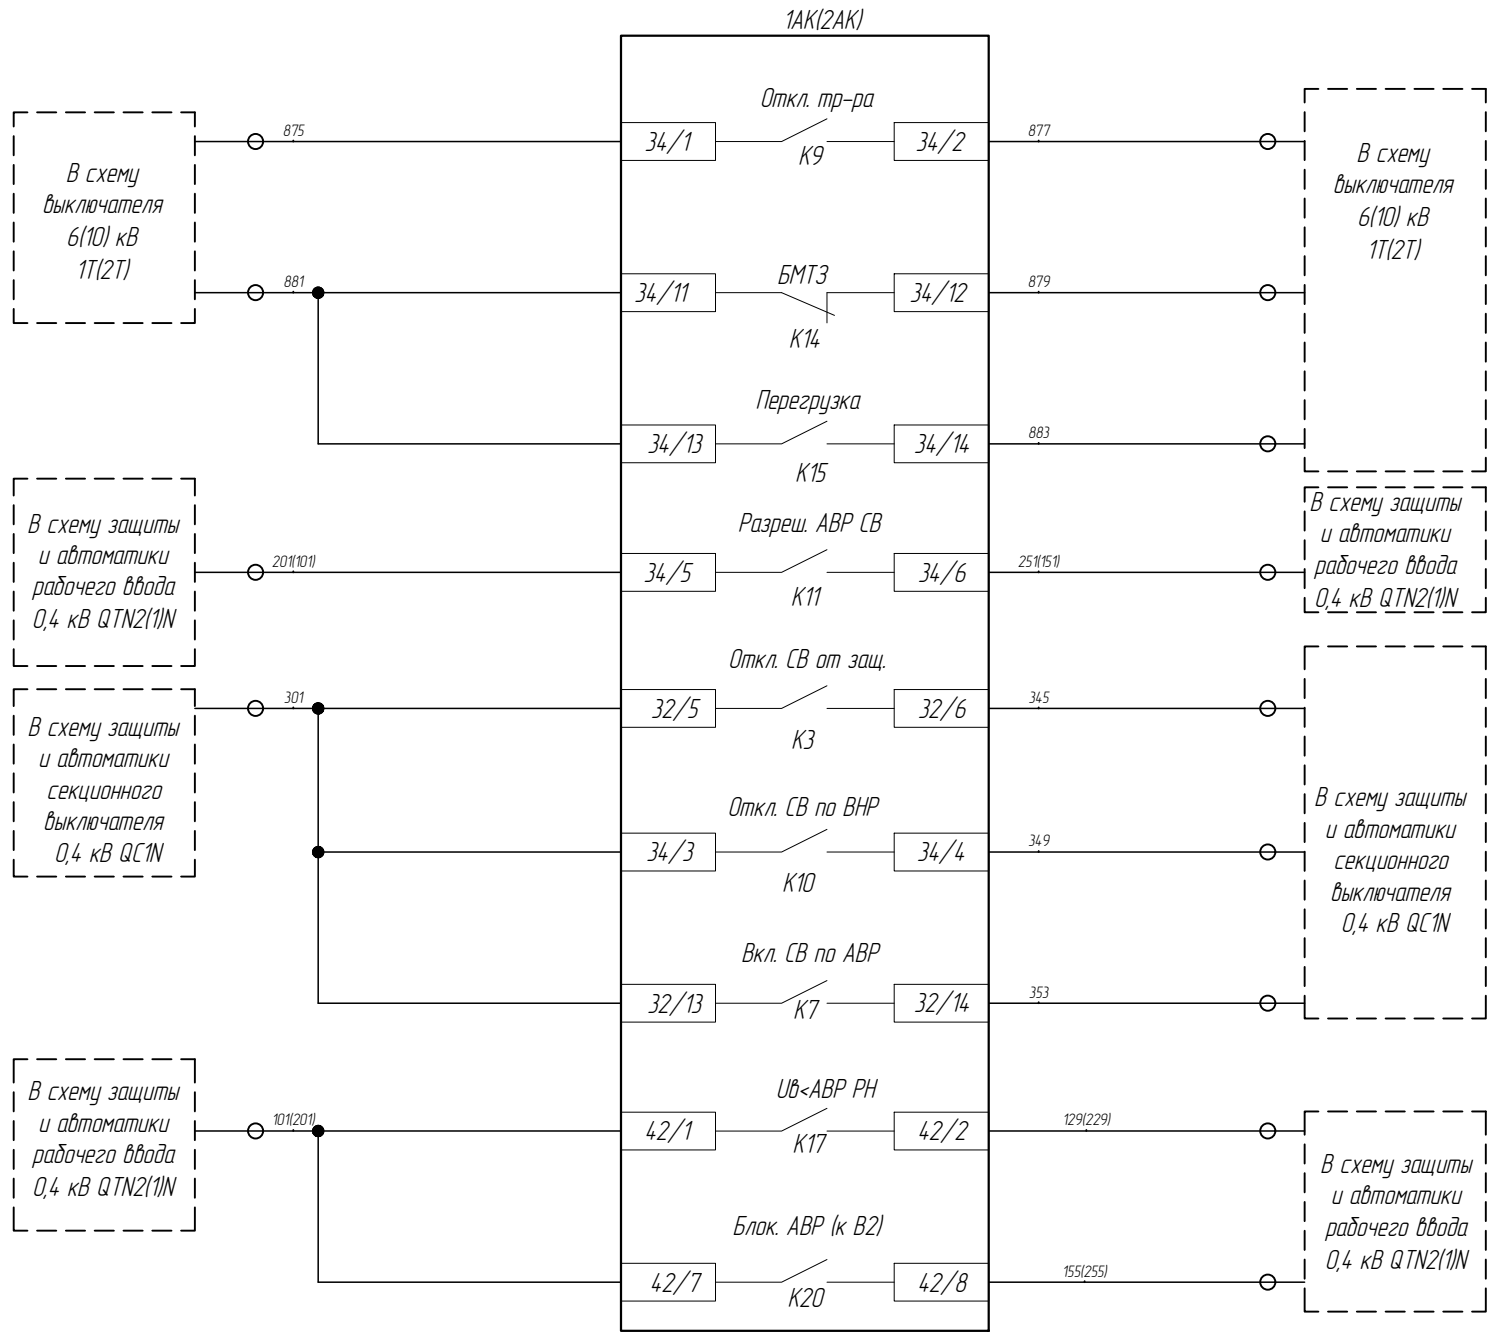 1АК(2АК)
В схему
выключателя
6(10) кВ
1Т(2Т)
875
881
Откл. тр-ра
34/1
К9
34/2
877
БМТЗ
34/11
К14
34/12
879
Перегрузка
34/13
К15
34/14
883
В схему
выключателя
6(10) кВ
1Т(2Т)
В схему защиты
и автоматики
рабочего ввода
0,4 кВ QTN2(1)N
201(101)
Разреш. АВР СВ
34/5
К11
34/6
251(151)
В схему защиты
и автоматики
рабочего ввода
0,4 кВ QTN2(1)N
В схему защиты
и автоматики
секционного
выключателя
0,4 кВ QC1N
301
Откл. СВ от защ.
32/5
К3
32/6
345
Откл. СВ по ВНР
34/3
К10
34/4
349
Вкл. СВ по АВР
32/13
К7
32/14
353
В схему защиты
и автоматики
секционного
выключателя
0,4 кВ QC1N
В схему защиты
и автоматики
рабочего ввода
0,4 кВ QTN2(1)N
101(201)
Uв<АВР РН
42/1
К17
42/2
129(229)
Блок. АВР (к В2)
42/7
К20
42/8
155(255)
В схему защиты
и автоматики
рабочего ввода
0,4 кВ QTN2(1)N